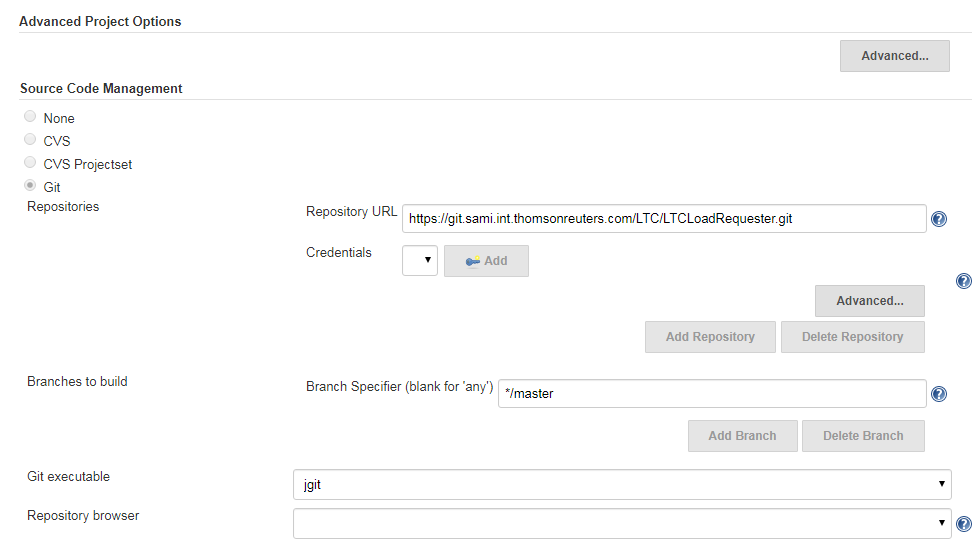 Advanced Project Options
Advanced...
Source Code Management
None
CVS
CVS Projectset
Git
Repositories
Repository URL https://git.sami.int.thomsonreuters.com/LTC/LTCLoadRequester.git
Credentials
Add
Advanced...
Add Repository Delete Repository
Branches to build
Branch Specifier (blank for 'any') */master
Add Branch Delete Branch
Git executable jgit
Repository browser